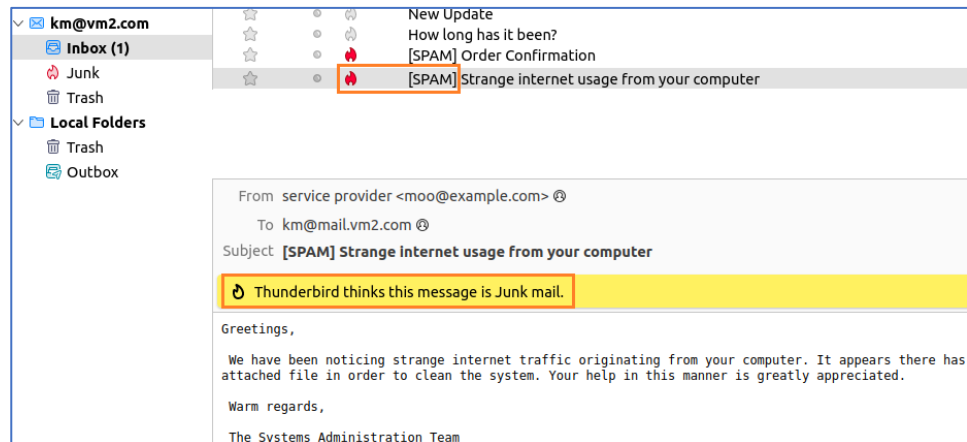 km@vm2.com
Inbox (1)
Junk
Trash
Local Folders
Trash
Outbox
New Update
How long has it been?
[SPAM] Order Confirmation
[SPAM] Strange internet usage from your computer
From service provider <moo@example.com>
To km@mail.vm2.com
Subject [SPAM] Strange internet usage from your computer
Thunderbird thinks this message is Junk mail.
Greetings,
We have been noticing strange internet traffic originating from your computer. It appears there has
attached file in order to clean the system. Your help in this manner is greatly appreciated.
Warm regards,
The Systems Administration Team